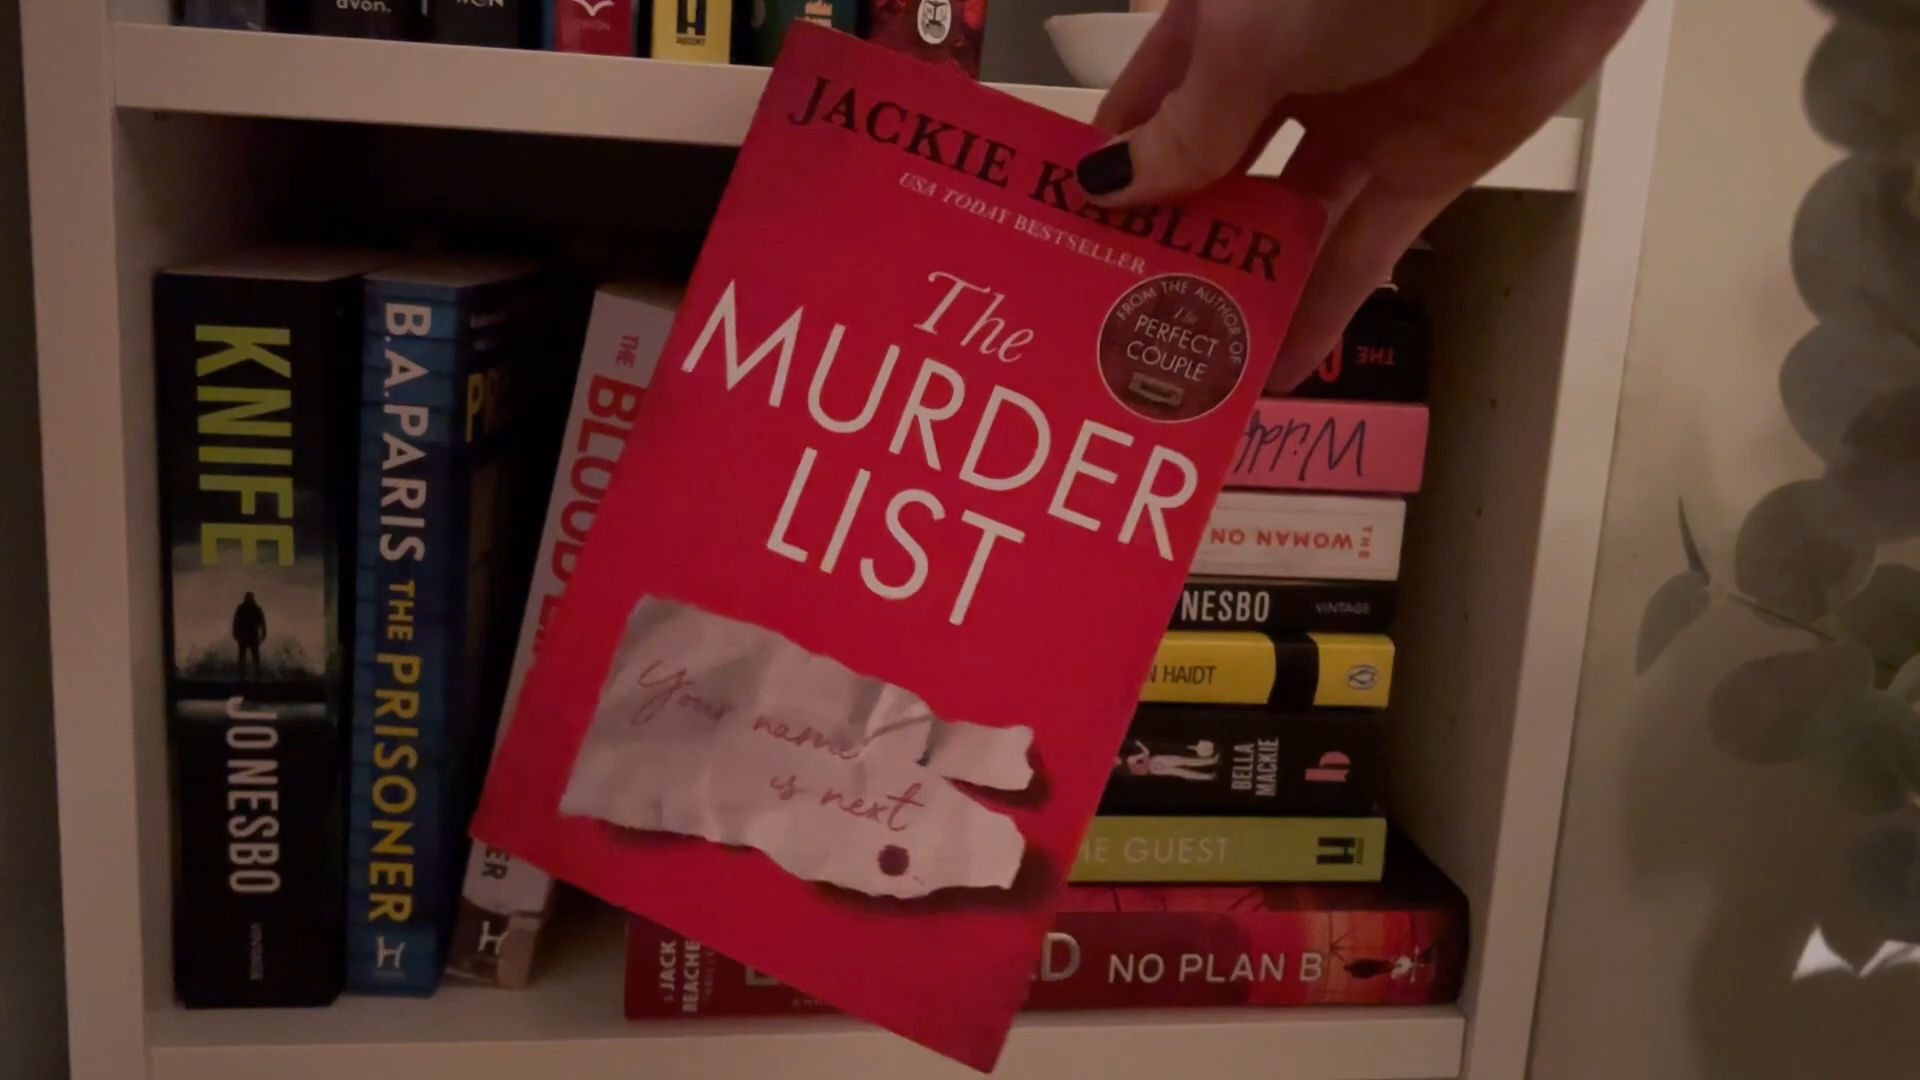 avon.
JACKIE KABLER
USA TODAY BESTSELLER
FROM THE AUTHOR OF
The
PERFECT
COUPLE
The
MURDER
LIST
Your name
is next
KNIFE
JO NESBO
VINTAGE
B.A.PARIS THE PRISONER
THE
BLOOD
ER
THE
THE
WOMAN ON
NESBO
VINTAGE
HAIDT
BELLA
MACKIE
GUEST
A JACK
REACHER
NO PLAN B